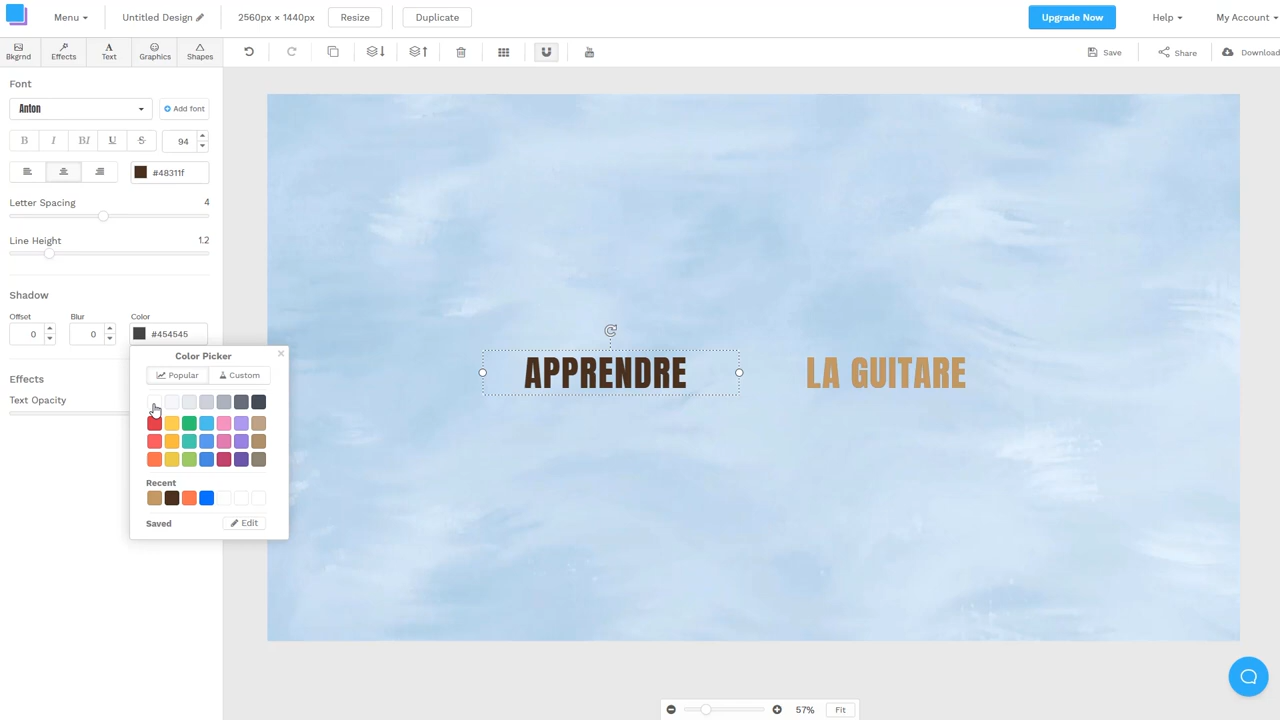 Menu Untitled Design 2560px × 1440px Resize Duplicate Upgrade Now Help My Account
Bkgrnd Effects Text Graphics Shapes Save Share Download
Font
Anton Add font
B I BI U S 94
#48311f
Letter Spacing 4
Line Height 1.2
Shadow
Offset Blur Color
0 0 #454545
Color Picker
Popular Custom
Effects
Text Opacity
Recent
Saved Edit
APPRENDRE LA GUITARE
57% Fit